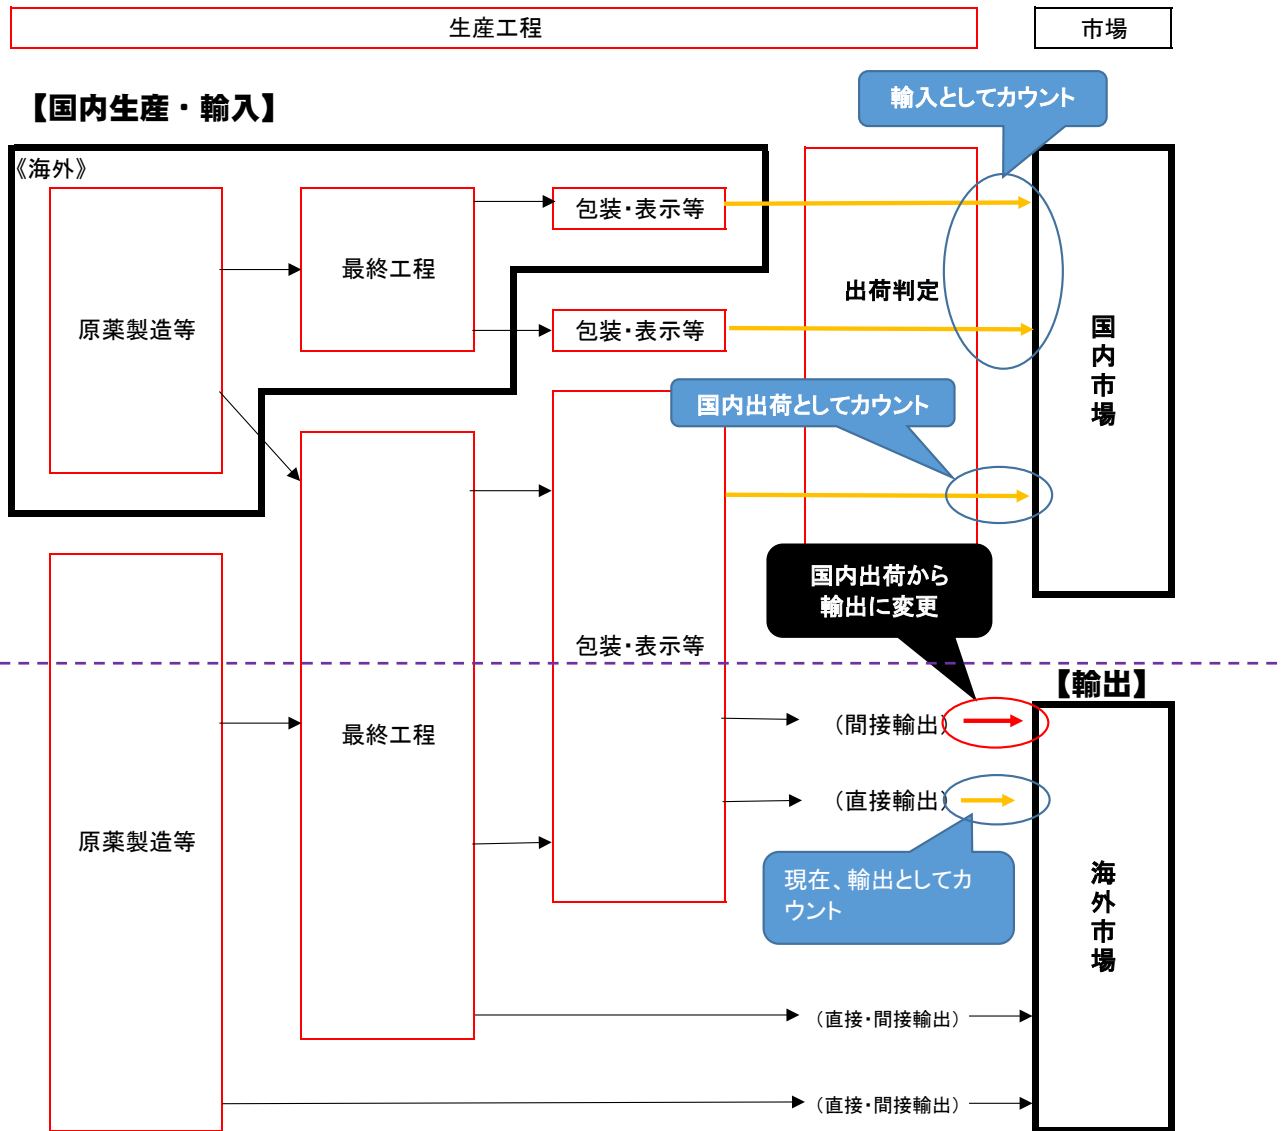 生産工程
市場
【国内生産・輸入】
輸入としてカウント
《海外》
包装・表示等
最終工程
出荷判定
原薬製造等
包装・表示等
国内市場
国内出荷としてカウント
国内出荷から
輸出に変更
包装・表示等
【輸出】
（間接輸出）
最終工程
（直接輸出）
原薬製造等
現在、輸出としてカ
ウント
海外市場
（直接・間接輸出）
（直接・間接輸出）